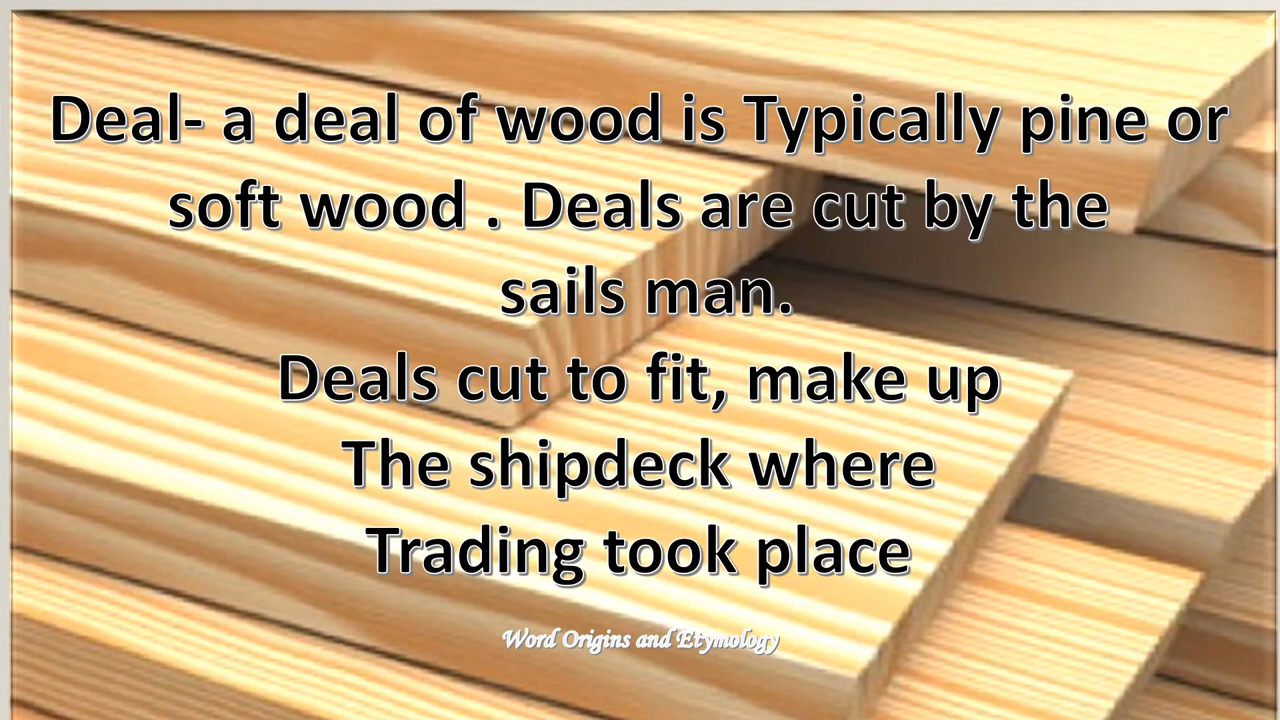 Deal- a deal of wood is Typically pine or
soft wood . Deals are cut by the
sails man.
Deals cut to fit, make up
The shipdeck where
Trading took place
Word Origins and Etymology